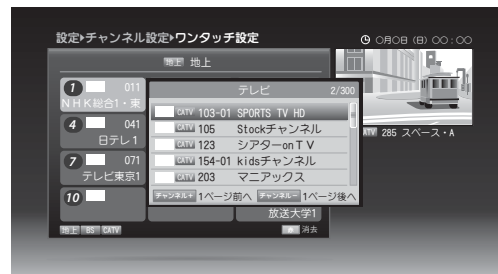 設定▸チャンネル設定▸ワンタッチ設定
○月○日 (日) ○○:○○
地上 地上
1 011
NHK総合1・東
4 041
日テレ1
7 071
テレビ東京1
10
放送大学1
テレビ 2/300
CATV 103-01 SPORTS TV HD
CATV 105 Stockチャンネル
CATV 123 シアターonTV
CATV 154-01 kidsチャンネル
CATV 203 マニアックス
チャンネル+ 1ページ前へ チャンネル− 1ページ後へ
CATV 285 スペース・A
地上 BS CATV
消去